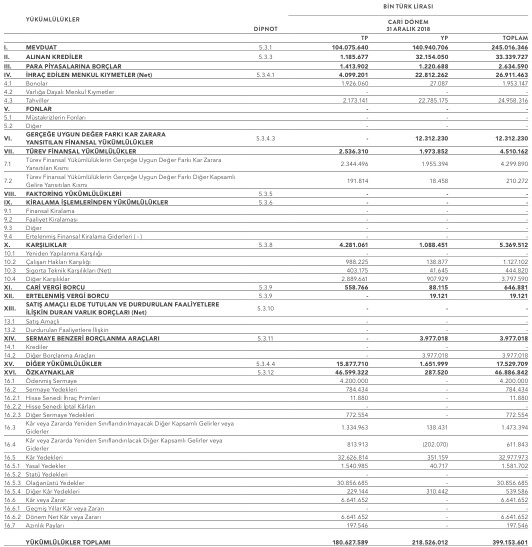 BİN TÜRK LİRASI
YÜKÜMLÜLÜKLER DİPNOT CARİ DÖNEM
31 ARALIK 2018
TP YP TOPLAM
I. MEVDUAT 5.3.1 104.075.640 140.940.706 245.016.346
II. ALINAN KREDİLER 5.3.3 1.185.677 32.154.050 33.339.727
III. PARA PİYASALARINA BORÇLAR 1.413.902 1.220.688 2.634.590
IV. İHRAÇ EDİLEN MENKUL KIYMETLER (Net) 5.3.4.1 4.099.201 22.812.262 26.911.463
4.1 Bonolar 1.926.060 27.087 1.953.147
4.2 Varlığa Dayalı Menkul Kıymetler - - -
4.3 Tahviller 2.173.141 22.785.175 24.958.316
V. FONLAR - - -
5.1 Müstakrizlerin Fonları - - -
5.2 Diğer - - -
VI. GERÇEĞE UYGUN DEĞER FARKI KAR ZARARA
YANSITILAN FİNANSAL YÜKÜMLÜLÜKLER 5.3.4.3 - 12.312.230 12.312.230
VII. TÜREV FİNANSAL YÜKÜMLÜLÜKLER 2.536.310 1.973.852 4.510.162
7.1 Türev Finansal Yükümlülüklerin Gerçeğe Uygun Değer Farkı Kar Zarara
Yansıtılan Kısmı 2.344.496 1.955.394 4.299.890
7.2 Türev Finansal Yükümlülüklerin Gerçeğe Uygun Değer Farkı Diğer Kapsamlı
Gelire Yansıtılan Kısmı 191.814 18.458 210.272
VIII. FAKTORİNG YÜKÜMLÜLÜKLERİ 5.3.5 - - -
IX. KİRALAMA İŞLEMLERİNDEN YÜKÜMLÜLÜKLER 5.3.6 - - -
9.1 Finansal Kiralama - - -
9.2 Faaliyet Kiralaması - - -
9.3 Diğer - - -
9.4 Ertelenmiş Finansal Kiralama Giderleri ( - ) - - -
X. KARŞILIKLAR 5.3.8 4.281.061 1.088.451 5.369.512
10.1 Yeniden Yapılanma Karşılığı - - -
10.2 Çalışan Hakları Karşılığı 988.225 138.877 1.127.102
10.3 Sigorta Teknik Karşılıkları (Net) 403.175 41.645 444.820
10.4 Diğer Karşılıklar 2.889.661 907.929 3.797.590
XI. CARİ VERGİ BORCU 5.3.9 558.766 88.115 646.881
XII. ERTELENMİŞ VERGİ BORCU 5.3.9 - 19.121 19.121
XIII. SATIŞ AMAÇLI ELDE TUTULAN VE DURDURULAN FAALİYETLERE
İLİŞKİN DURAN VARLIK BORÇLARI (Net) 5.3.10 - - -
13.1 Satış Amaçlı - - -
13.2 Durdurulan Faaliyetlere İlişkin - - -
XIV. SERMAYE BENZERİ BORÇLANMA ARAÇLARI 5.3.11 - 3.977.018 3.977.018
14.1 Krediler - - -
14.2 Diğer Borçlanma Araçları - 3.977.018 3.977.018
XV. DİĞER YÜKÜMLÜLÜKLER 5.3.4.4 15.877.710 1.651.999 17.529.709
XVI. ÖZKAYNAKLAR 5.3.12 46.599.322 287.520 46.886.842
16.1 Ödenmiş Sermaye 4.200.000 - 4.200.000
16.2 Sermaye Yedekleri 784.434 - 784.434
16.2.1 Hisse Senedi İhraç Primleri 11.880 - 11.880
16.2.2 Hisse Senedi İptal Kârları - - -
16.2.3 Diğer Sermaye Yedekleri 772.554 - 772.554
16.3 Kâr veya Zararda Yeniden Sınıflandırılmayacak Diğer Kapsamlı Gelirler veya
Giderler 1.334.963 138.431 1.473.394
16.4 Kâr veya Zararda Yeniden Sınıflandırılacak Diğer Kapsamlı Gelirler veya
Giderler 813.913 (202.070) 611.843
16.5 Kâr Yedekleri 32.626.814 351.159 32.977.973
16.5.1 Yasal Yedekler 1.540.985 40.717 1.581.702
16.5.2 Statü Yedekleri - - -
16.5.3 Olağanüstü Yedekler 30.856.685 - 30.856.685
16.5.4 Diğer Kâr Yedekleri 229.144 310.442 539.586
16.6 Kâr veya Zarar 6.641.652 - 6.641.652
16.6.1 Geçmiş Yıllar Kâr veya Zararı - - -
16.6.2 Dönem Net Kâr veya Zararı 6.641.652 - 6.641.652
16.7 Azınlık Payları 197.546 - 197.546
YÜKÜMLÜLÜKLER TOPLAMI 180.627.589 218.526.012 399.153.601